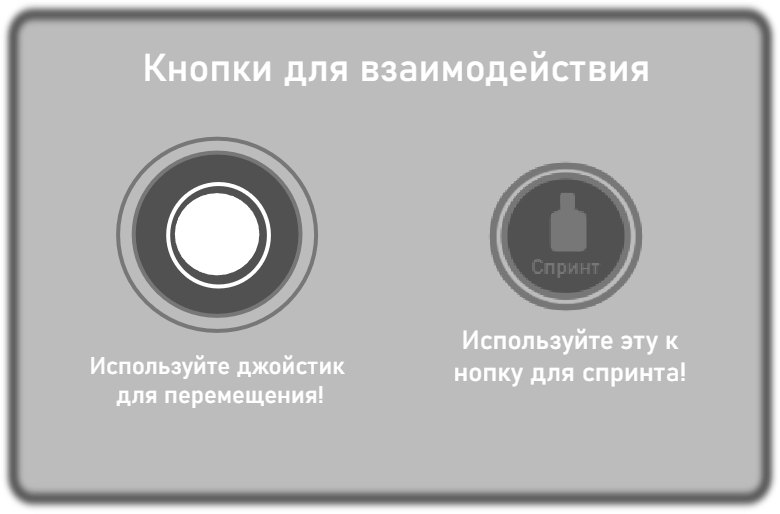 Кнопки для взаимодействия
Спринт
Используйте джойстик
для перемещения!
Используйте эту к
нопку для спринта!